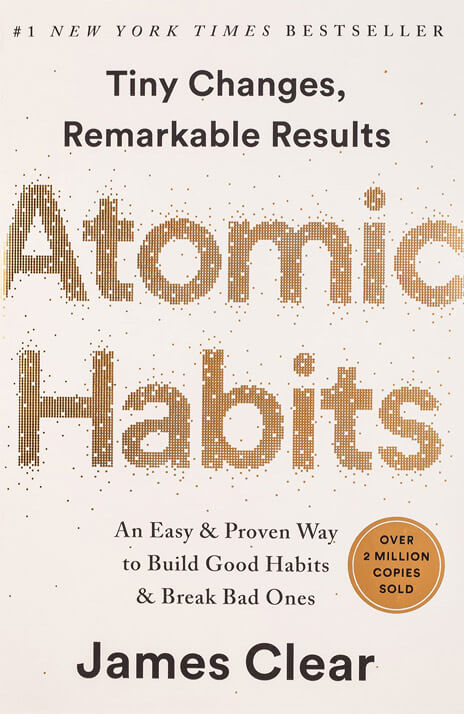 #1 NEW YORK TIMES BESTSELLER
Tiny Changes,
Remarkable Results
Atomic
Habits
An Easy & Proven Way
to Build Good Habits
& Break Bad Ones
OVER
2 MILLION
COPIES
SOLD
James Clear